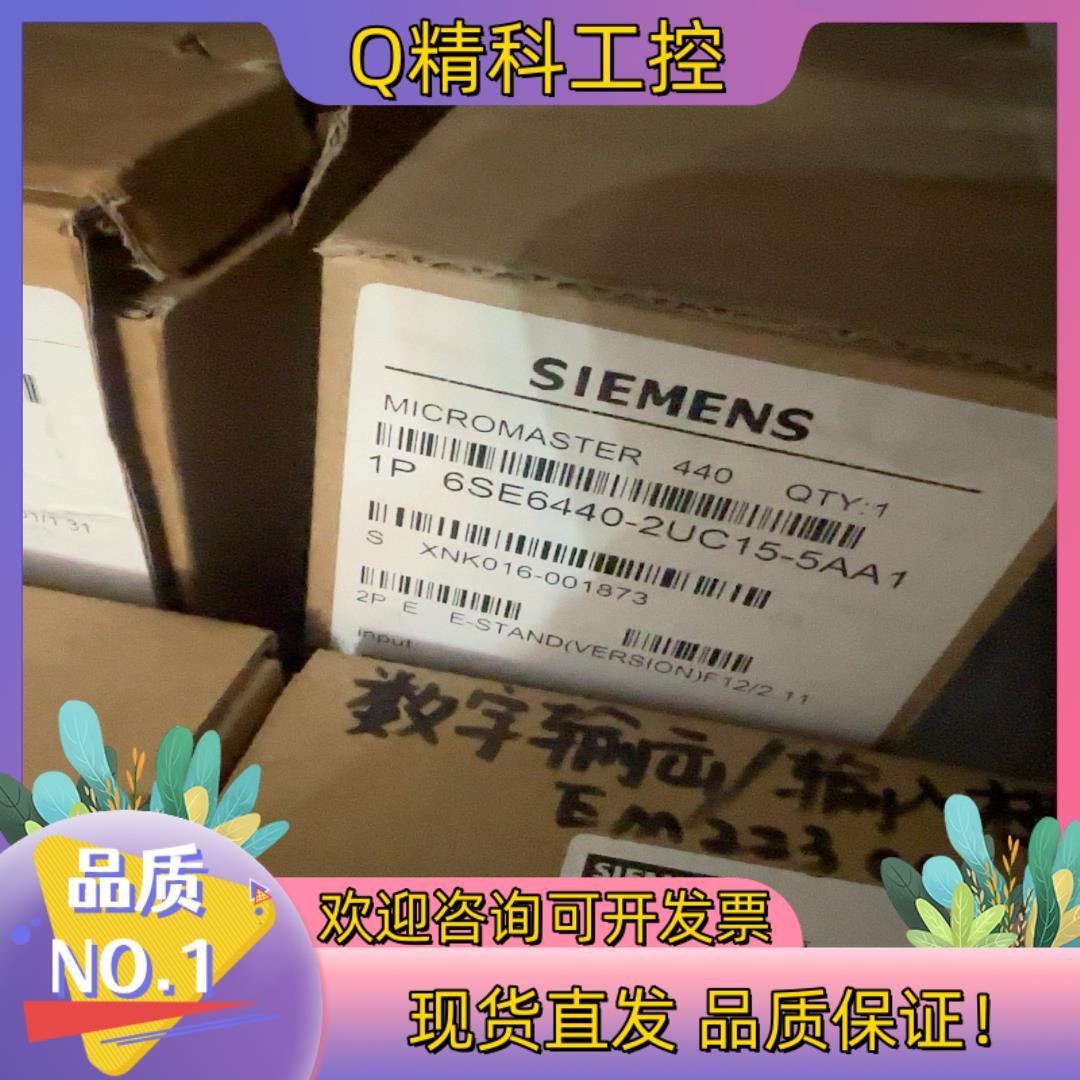 Q精科工控
SIEMENS
MICROMASTER 440 QTY:1
1P 6SE6440-2UC15-5AA1
S XNK016-001873
2P E E-STAND(VERSION)F12/2.11
Input
数字输出/输入
EM223
SIEM
品质
NO.1
欢迎咨询可开发票
现货直发 品质保证!